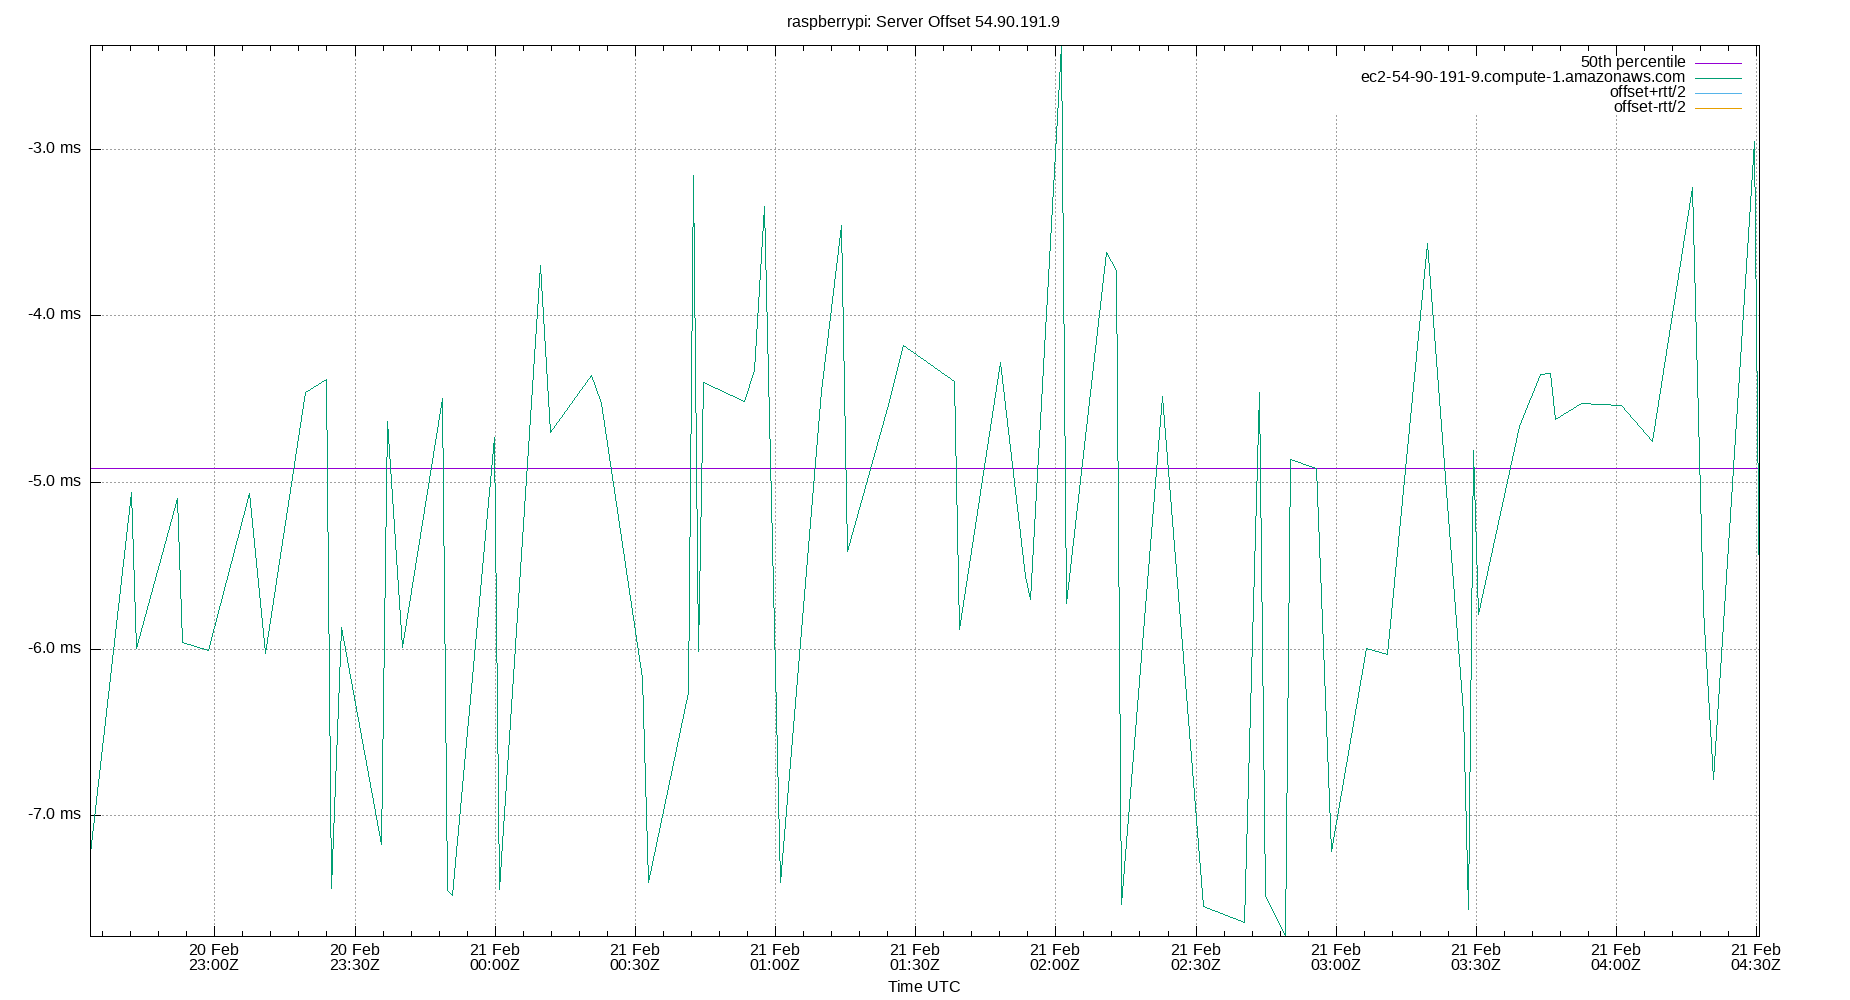 raspberrypi: Server Offset 54.90.191.9
50th percentile
ec2-54-90-191-9.compute-1.amazonaws.com
offset+rtt/2
offset-rtt/2
-3.0 ms
-4.0 ms
-5.0 ms
-6.0 ms
-7.0 ms
20 Feb 20 Feb 21 Feb 21 Feb 21 Feb 21 Feb 21 Feb 21 Feb 21 Feb 21 Feb 21 Feb 21 Feb
23:00Z 23:30Z 00:00Z 00:30Z 01:00Z 01:30Z 02:00Z 02:30Z 03:00Z 03:30Z 04:00Z 04:30Z
Time UTC